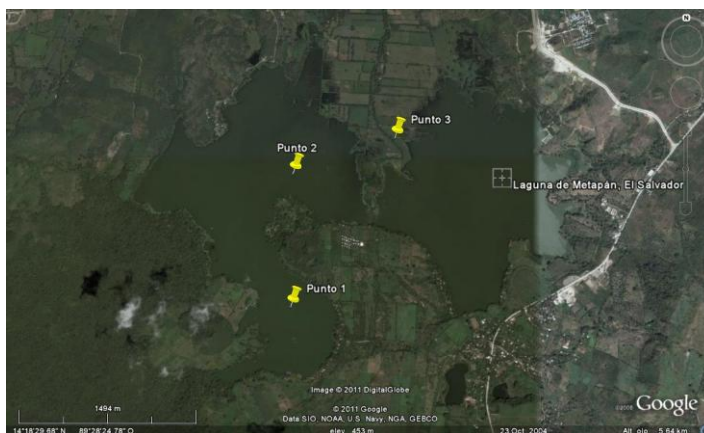 N
Punto 3
Punto 2
Laguna de Metapán, El Salvador
Punto 1
Image © 2011 DigitalGlobe
© 2011 Google
Data SIO, NOAA, U.S. Navy, NGA, GEBCO
©2009 Google
1494 m
14°18'29.68" N 89°28'24.78" O elev. 453 m 23 Oct, 2004 Alt. ojo 5.64 km